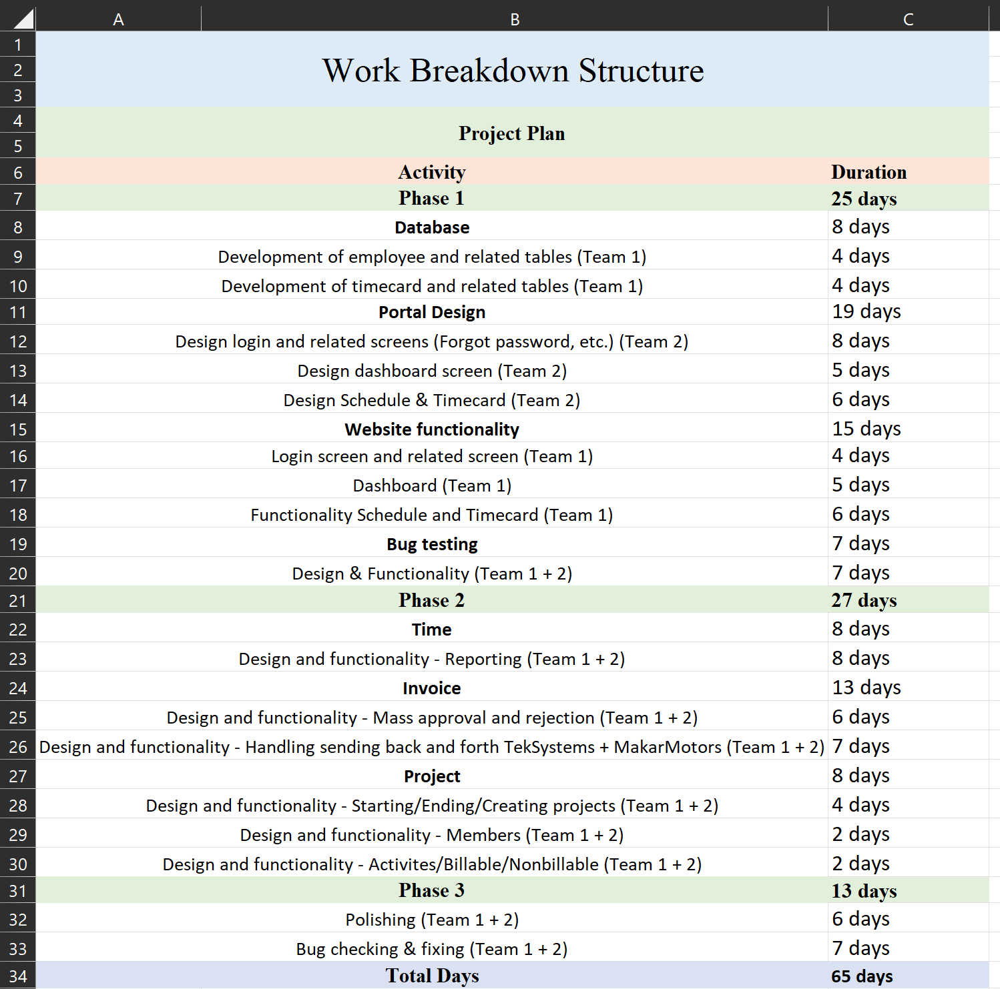 A B C
1
2 Work Breakdown Structure
3
4
5 Project Plan
6 Activity Duration
7 Phase 1 25 days
8 Database 8 days
9 Development of employee and related tables (Team 1) 4 days
10 Development of timecard and related tables (Team 1) 4 days
11 Portal Design 19 days
12 Design login and related screens (Forgot password, etc.) (Team 2) 8 days
13 Design dashboard screen (Team 2) 5 days
14 Design Schedule & Timecard (Team 2) 6 days
15 Website functionality 15 days
16 Login screen and related screen (Team 1) 4 days
17 Dashboard (Team 1) 5 days
18 Functionality Schedule and Timecard (Team 1) 6 days
19 Bug testing 7 days
20 Design & Functionality (Team 1 + 2) 7 days
21 Phase 2 27 days
22 Time 8 days
23 Design and functionality - Reporting (Team 1 + 2) 8 days
24 Invoice 13 days
25 Design and functionality - Mass approval and rejection (Team 1 + 2) 6 days
26 Design and functionality - Handling sending back and forth TekSystems + MakarMotors (Team 1 + 2) 7 days
27 Project 8 days
28 Design and functionality - Starting/Ending/Creating projects (Team 1 + 2) 4 days
29 Design and functionality - Members (Team 1 + 2) 2 days
30 Design and functionality - Activites/Billable/Nonbillable (Team 1 + 2) 2 days
31 Phase 3 13 days
32 Polishing (Team 1 + 2) 6 days
33 Bug checking & fixing (Team 1 + 2) 7 days
34 Total Days 65 days